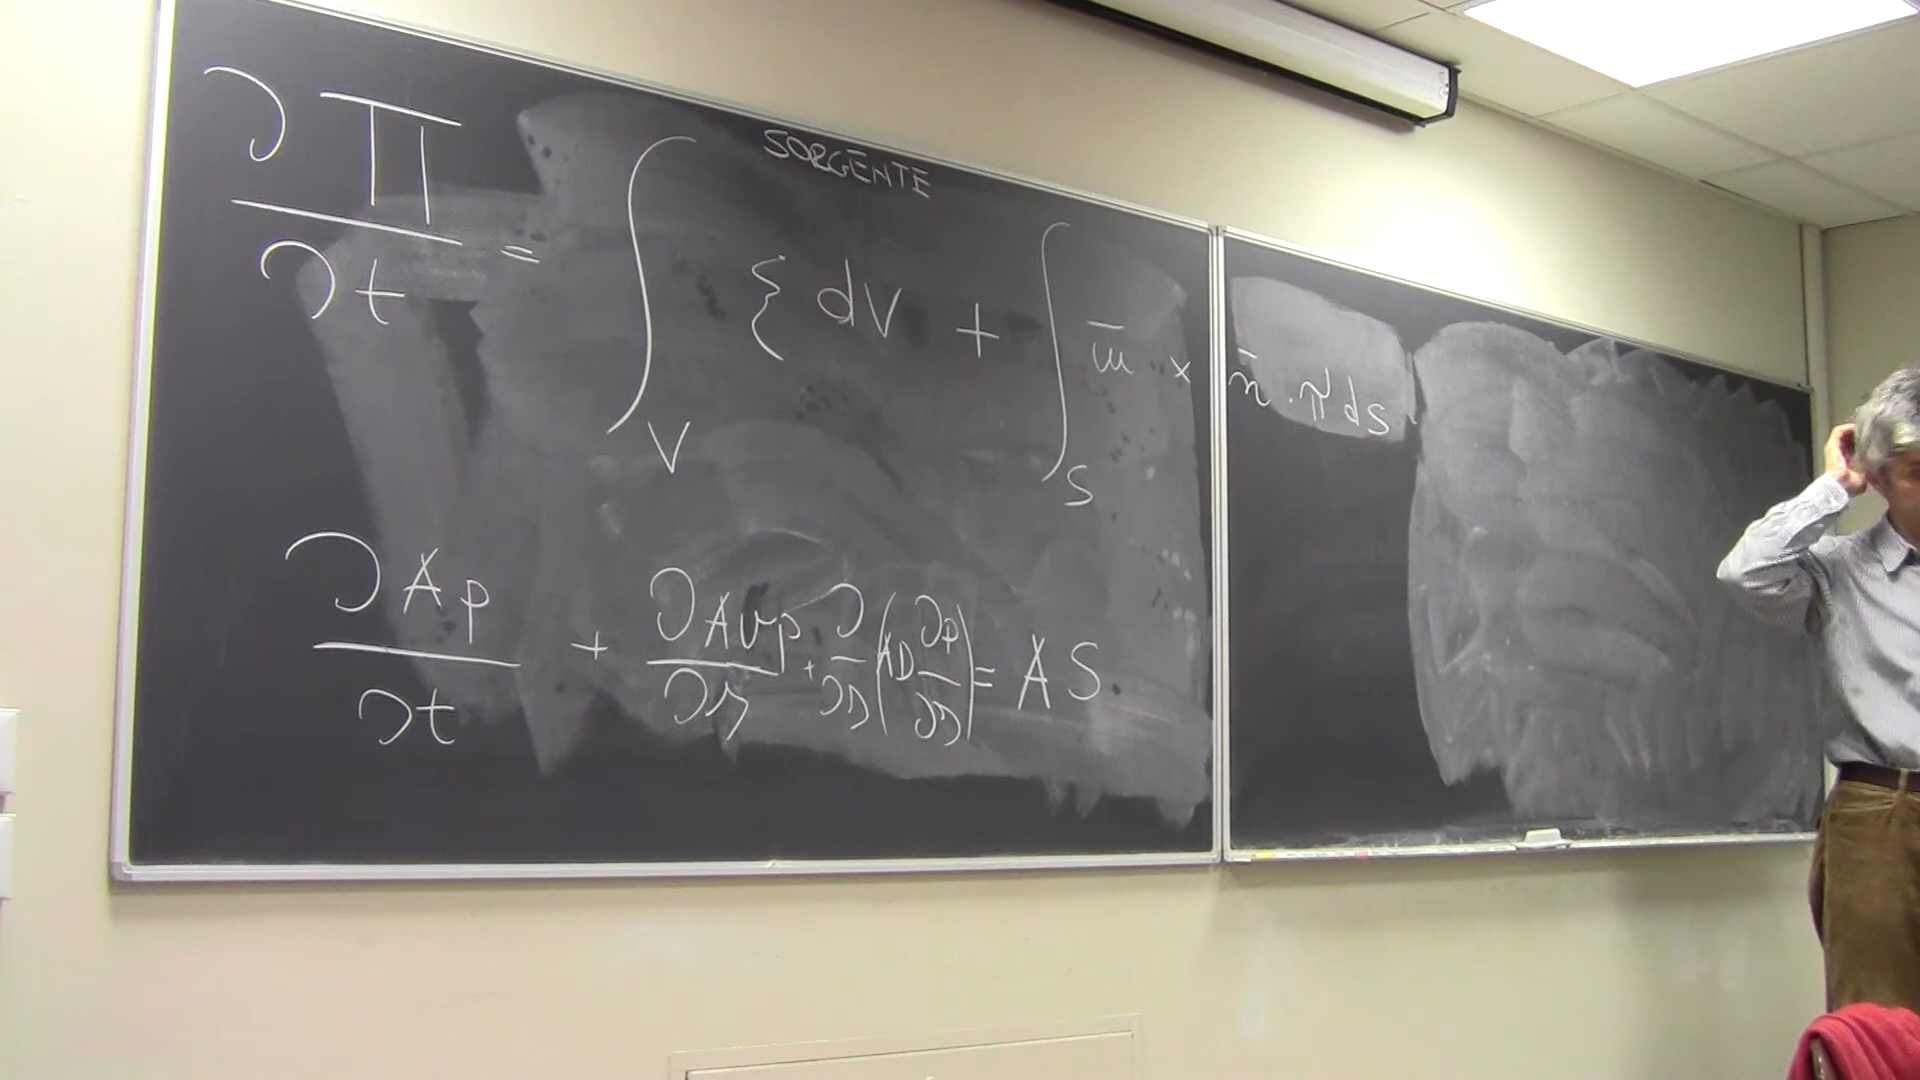 SORGENTE
∂Π/∂t = ∫_V ξ dV + ∫_S ū × n̄ · π ds
∂Ap/∂t + ∂Avp/∂s + ∂/∂s (AD ∂p/∂s) = AS